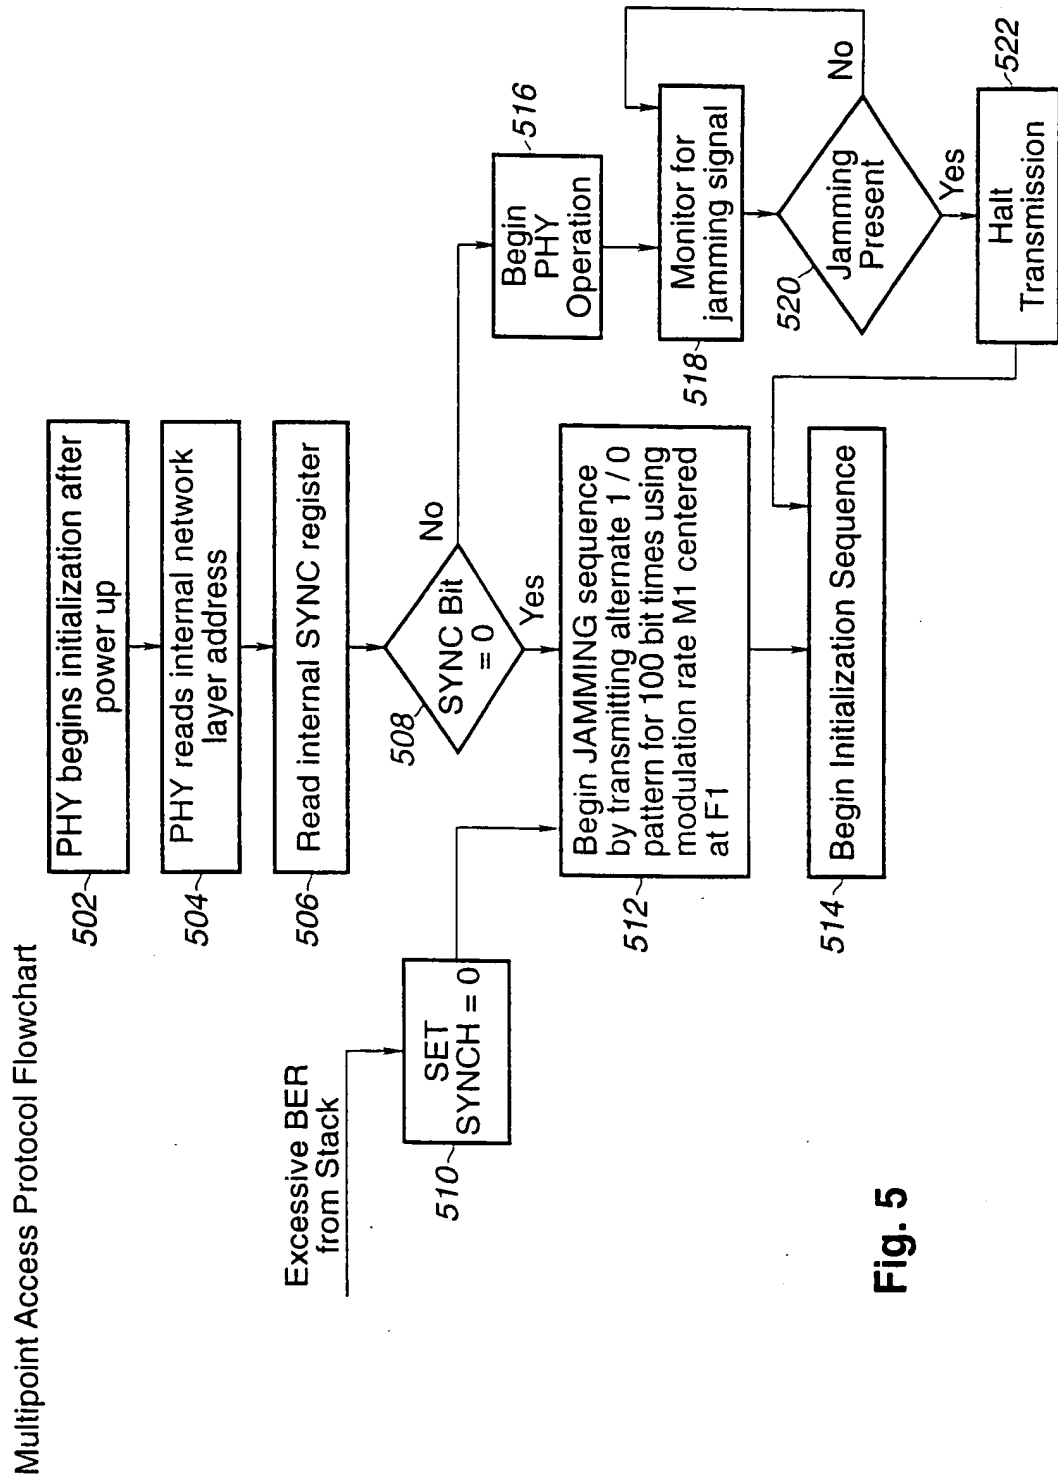 Multipoint Access Protocol Flowchart
PHY begins initialization after
power up
502
PHY reads internal network
layer address
504
Read internal SYNC register
506
SYNC Bit
= 0
508
No
Yes
Excessive BER
from Stack
SET
SYNCH = 0
510
Begin JAMMING sequence
by transmitting alternate 1 / 0
pattern for 100 bit times using
modulation rate M1 centered
at F1
512
Begin Initialization Sequence
514
Begin
PHY
Operation
516
Monitor for
jamming signal
518
Jamming
Present
520
No
Yes
Halt
Transmission
522
Fig. 5